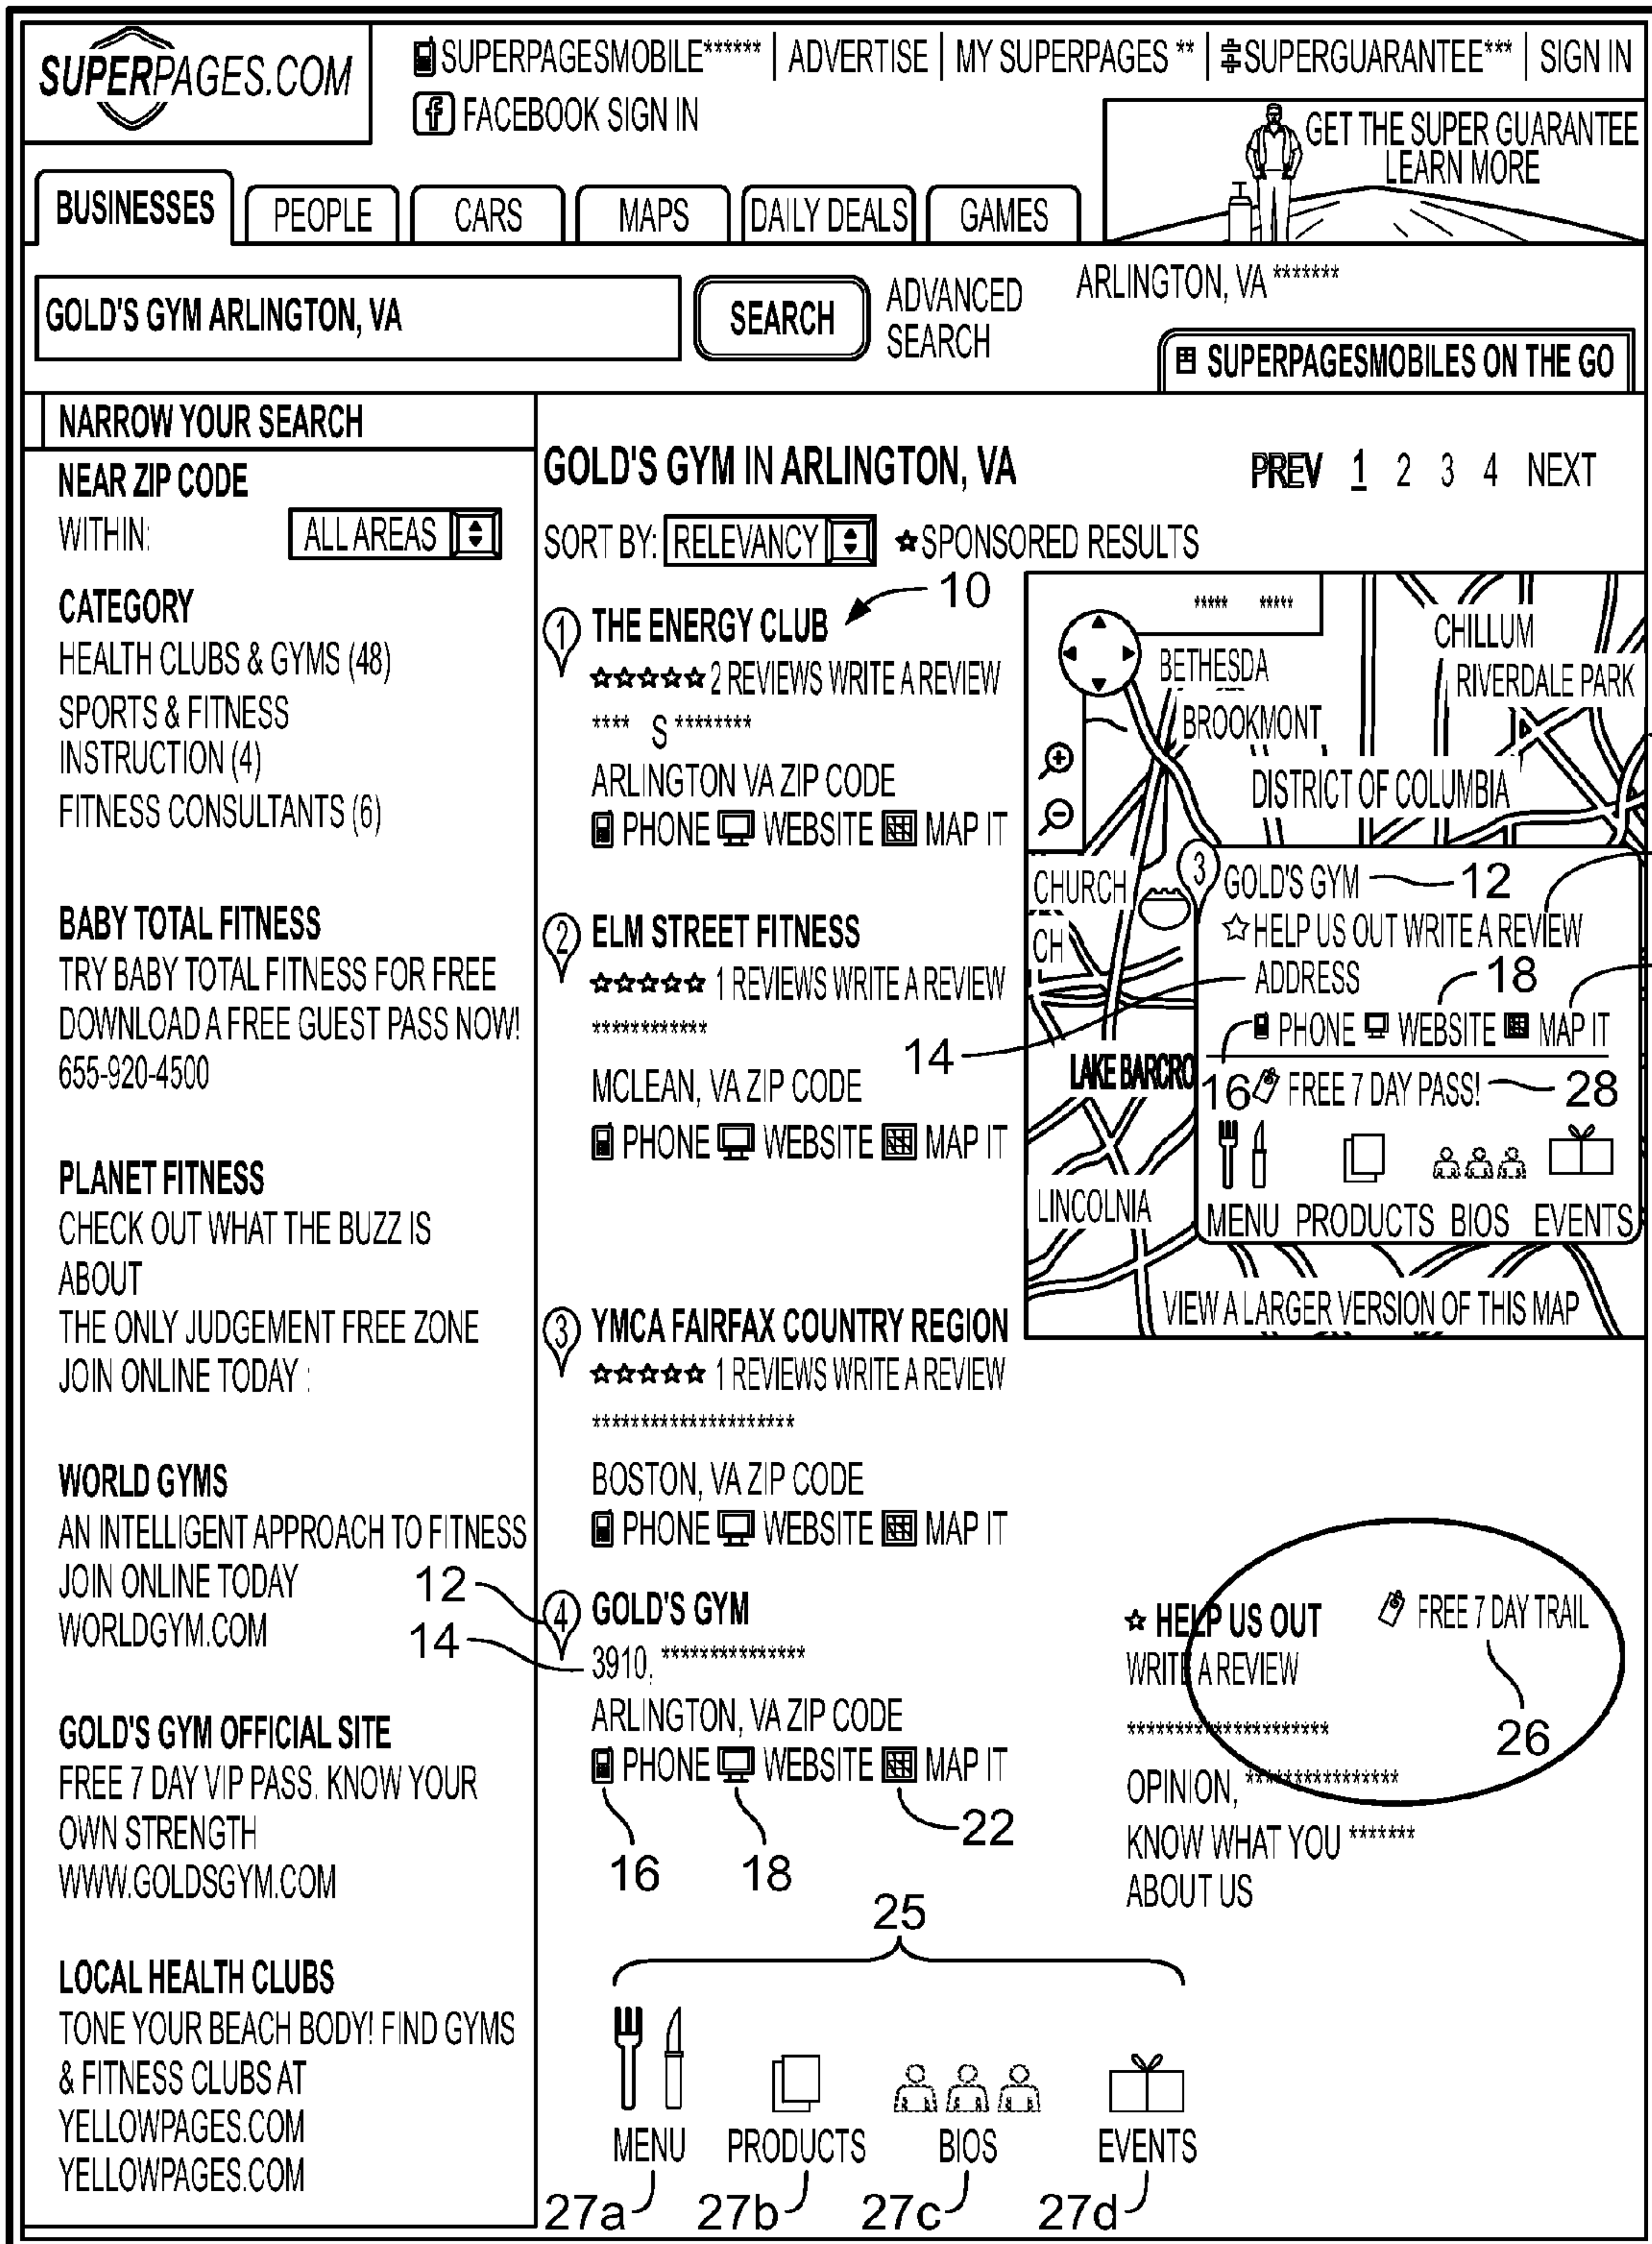 SUPERPAGES.COM
SUPERPAGESMOBILE****** | ADVERTISE | MY SUPERPAGES ** | SUPERGUARANTEE*** | SIGN IN
f FACEBOOK SIGN IN
GET THE SUPER GUARANTEE
LEARN MORE
BUSINESSES PEOPLE CARS MAPS DAILY DEALS GAMES
GOLD'S GYM ARLINGTON, VA
SEARCH
ADVANCED
SEARCH
ARLINGTON, VA *******
SUPERPAGESMOBILES ON THE GO
NARROW YOUR SEARCH
NEAR ZIP CODE
WITHIN: ALL AREAS
CATEGORY
HEALTH CLUBS & GYMS (48)
SPORTS & FITNESS
INSTRUCTION (4)
FITNESS CONSULTANTS (6)
BABY TOTAL FITNESS
TRY BABY TOTAL FITNESS FOR FREE
DOWNLOAD A FREE GUEST PASS NOW!
655-920-4500
PLANET FITNESS
CHECK OUT WHAT THE BUZZ IS
ABOUT
THE ONLY JUDGEMENT FREE ZONE
JOIN ONLINE TODAY :
WORLD GYMS
AN INTELLIGENT APPROACH TO FITNESS
JOIN ONLINE TODAY
WORLDGYM.COM
GOLD'S GYM OFFICIAL SITE
FREE 7 DAY VIP PASS. KNOW YOUR
OWN STRENGTH
WWW.GOLDSGYM.COM
LOCAL HEALTH CLUBS
TONE YOUR BEACH BODY! FIND GYMS
& FITNESS CLUBS AT
YELLOWPAGES.COM
YELLOWPAGES.COM
GOLD'S GYM IN ARLINGTON, VA
PREV 1 2 3 4 NEXT
SORT BY: RELEVANCY ☆SPONSORED RESULTS
10
1 THE ENERGY CLUB
☆☆☆☆☆ 2 REVIEWS WRITE A REVIEW
**** S ********
ARLINGTON VA ZIP CODE
PHONE WEBSITE MAP IT
2 ELM STREET FITNESS
☆☆☆☆☆ 1 REVIEWS WRITE A REVIEW
************
MCLEAN, VA ZIP CODE
PHONE WEBSITE MAP IT
3 YMCA FAIRFAX COUNTRY REGION
☆☆☆☆☆ 1 REVIEWS WRITE A REVIEW
*********************
BOSTON, VA ZIP CODE
PHONE WEBSITE MAP IT
12
4 GOLD'S GYM
14
3910, ***************
ARLINGTON, VA ZIP CODE
PHONE WEBSITE MAP IT
16 18 22
25
MENU PRODUCTS BIOS EVENTS
27a 27b 27c 27d
***** *****
CHILLUM
BETHESDA
RIVERDALE PARK
BROOKMONT
DISTRICT OF COLUMBIA
CHURCH
CH
3 GOLD'S GYM 12
☆ HELP US OUT WRITE A REVIEW
ADDRESS 18
14
PHONE WEBSITE MAP IT
LAKE BARCRO
16 FREE 7 DAY PASS! 28
LINCOLNIA
MENU PRODUCTS BIOS EVENTS
VIEW A LARGER VERSION OF THIS MAP
☆ HELP US OUT
WRITE A REVIEW
*********************
OPINION, ****************
KNOW WHAT YOU *******
ABOUT US
FREE 7 DAY TRAIL
26